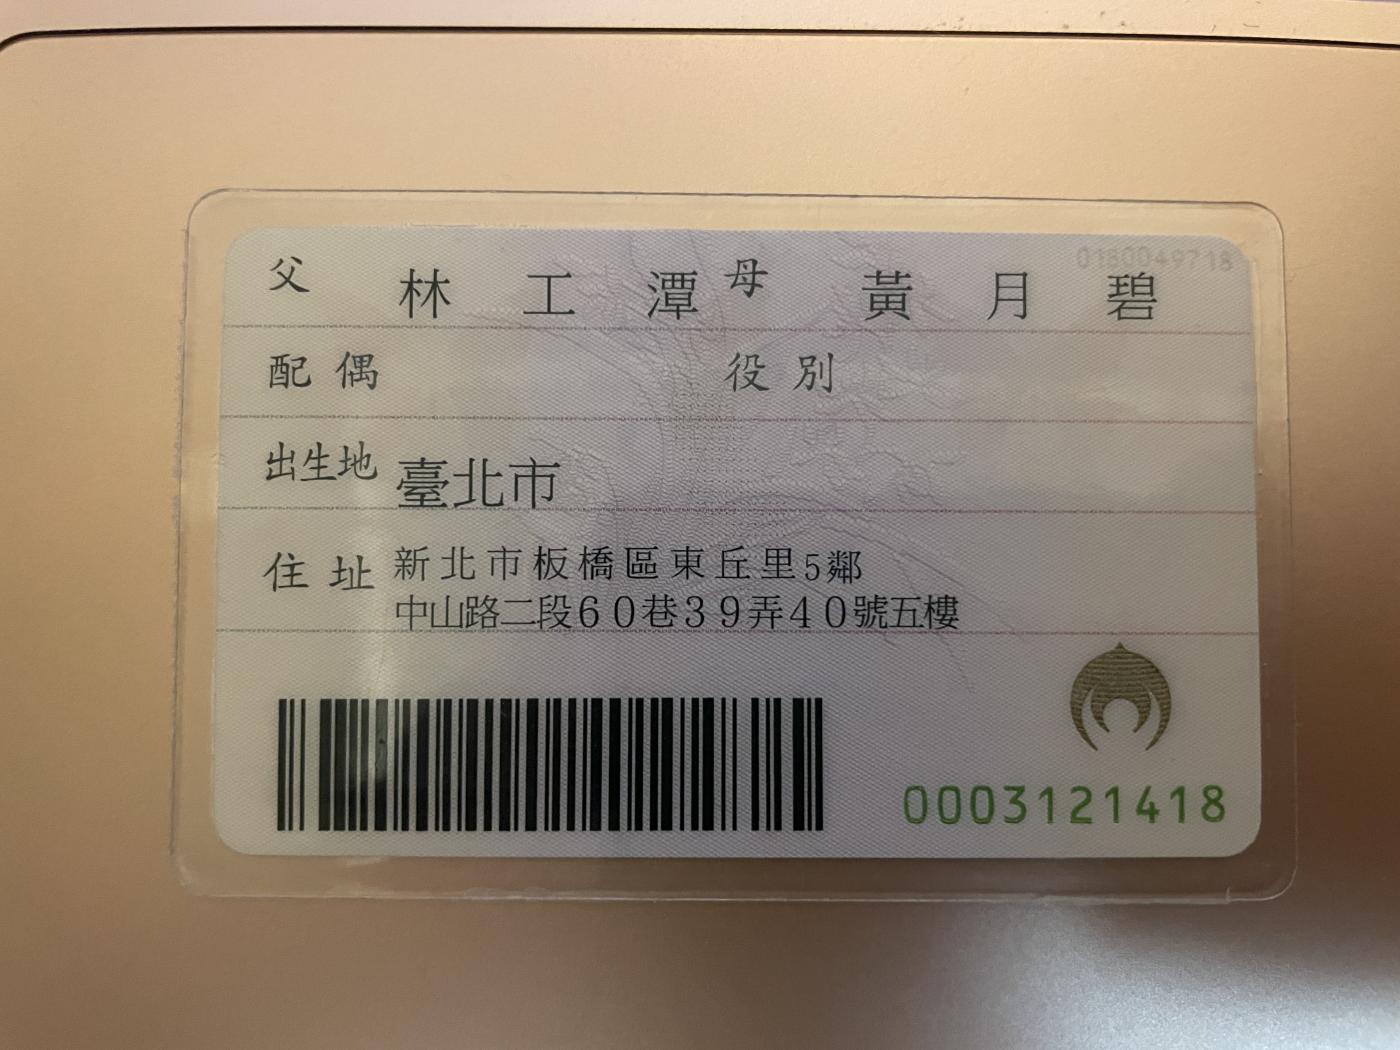 0180049718
父 林工潭 母 黃月碧
配偶 役別
出生地 臺北市
住址 新北市板橋區東丘里5鄰
中山路二段60巷39弄40號五樓
0003121418